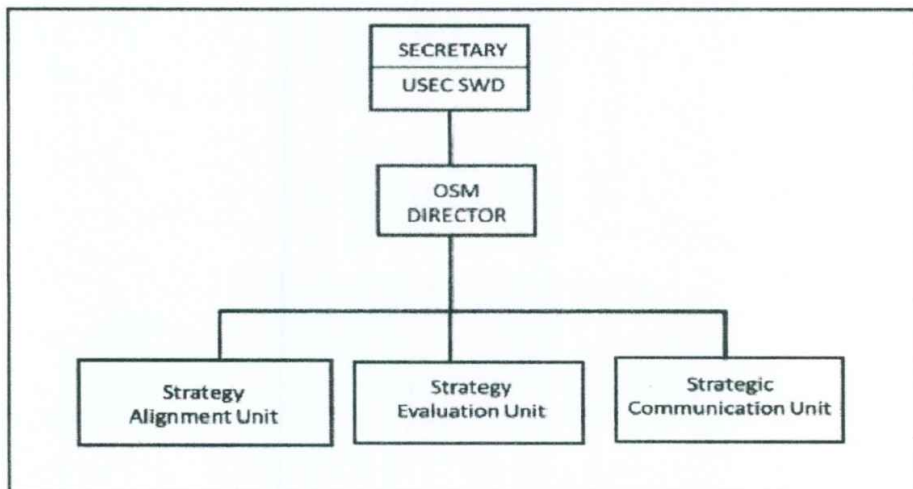 SECRETARY
USEC SWD
OSM
DIRECTOR
Strategy
Alignment Unit
Strategy
Evaluation Unit
Strategic
Communication Unit